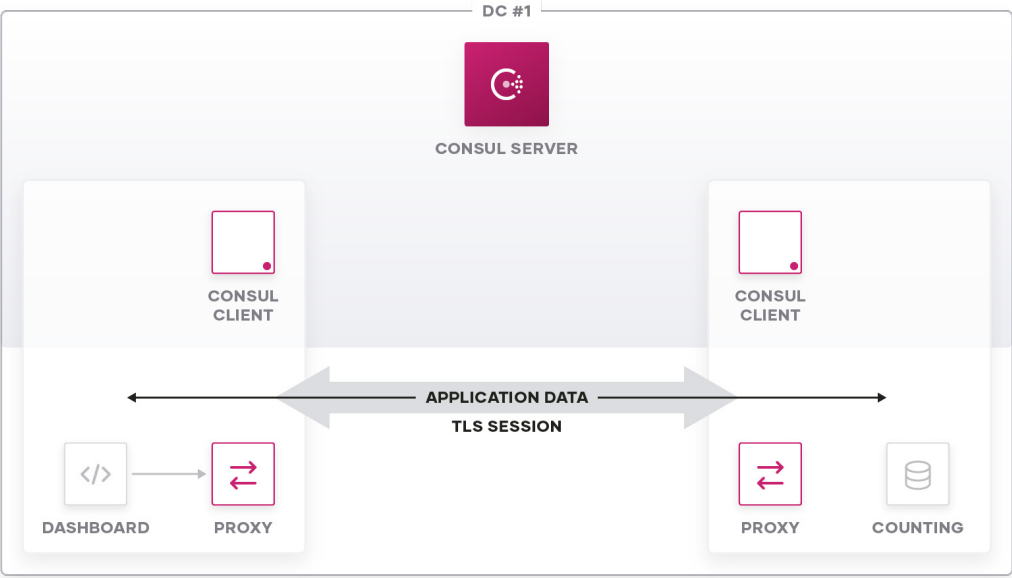 DC #1
CONSUL SERVER
CONSUL
CLIENT
CONSUL
CLIENT
APPLICATION DATA
TLS SESSION
DASHBOARD
PROXY
PROXY
COUNTING